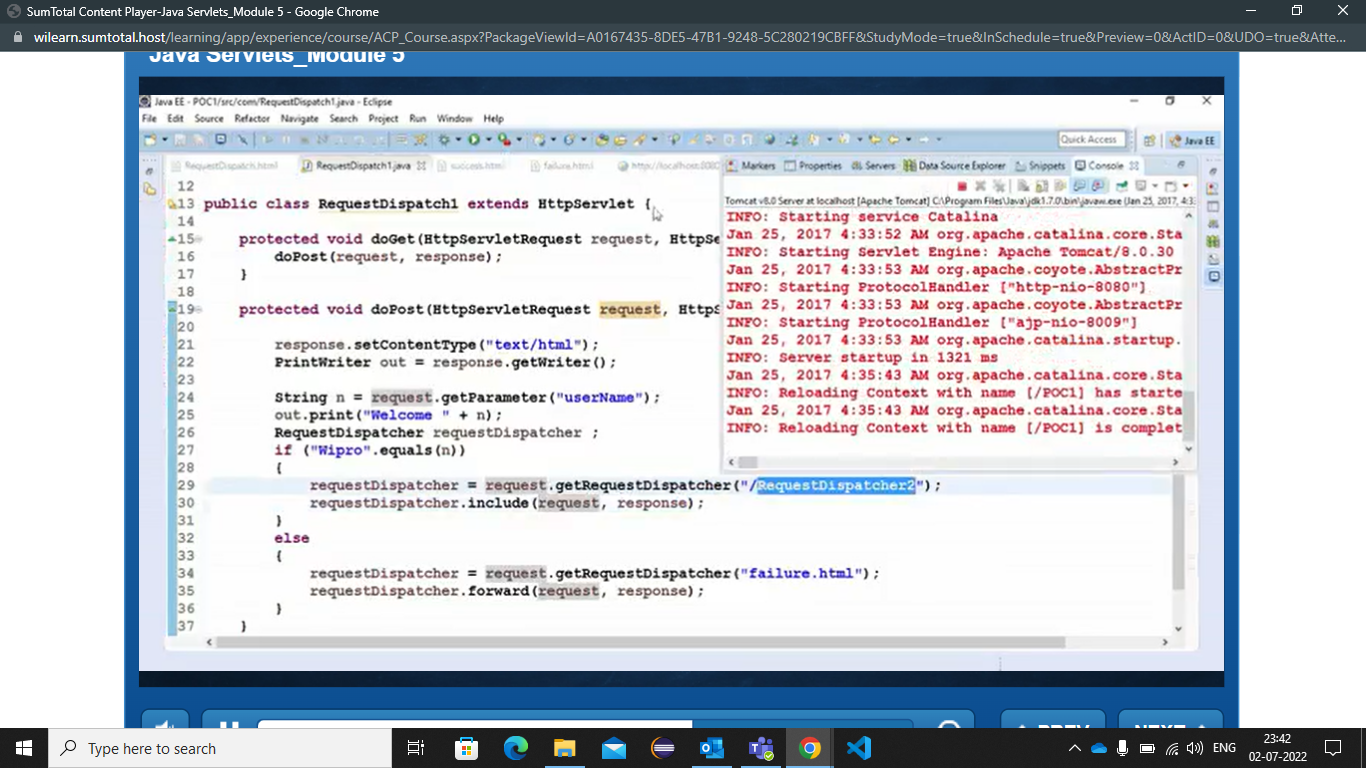 SumTotal Content Player-Java Servlets_Module 5 - Google Chrome
wilearn.sumtotal.host/learning/app/experience/course/ACP_Course.aspx?PackageViewId=A0167435-8DE5-47B1-9248-5C280219CBFF&StudyMode=true&InSchedule=true&Preview=0&ActID=0&UDO=true&Atte...
Java Servlets_Module 5
Java EE - POC1/src/com/RequestDispatch1.java - Eclipse
File Edit Source Refactor Navigate Search Project Run Window Help
Quick Access Java EE
RequestDispatch.html RequestDispatch1.java success.html failure.html http://localhost:8080
Markers Properties Servers Data Source Explorer Snippets Console
Tomcat v8.0 Server at localhost [Apache Tomcat] C:\Program Files\Java\jdk1.7.0\bin\javaw.exe (Jan 25, 2017, 4:3
INFO: Starting service Catalina
Jan 25, 2017 4:33:52 AM org.apache.catalina.core.Sta
INFO: Starting Servlet Engine: Apache Tomcat/8.0.30
Jan 25, 2017 4:33:53 AM org.apache.coyote.AbstractPr
INFO: Starting ProtocolHandler ["http-nio-8080"]
Jan 25, 2017 4:33:53 AM org.apache.coyote.AbstractPr
INFO: Starting ProtocolHandler ["ajp-nio-8009"]
Jan 25, 2017 4:33:53 AM org.apache.catalina.startup.
INFO: Server startup in 1321 ms
Jan 25, 2017 4:35:43 AM org.apache.catalina.core.Sta
INFO: Reloading Context with name [/POC1] has starte
Jan 25, 2017 4:35:43 AM org.apache.catalina.core.Sta
INFO: Reloading Context with name [/POC1] is complet
12
13 public class RequestDispatch1 extends HttpServlet {
14
15 protected void doGet(HttpServletRequest request, HttpSe
16 doPost(request, response);
17 }
18
19 protected void doPost(HttpServletRequest request, HttpS
20
21 response.setContentType("text/html");
22 PrintWriter out = response.getWriter();
23
24 String n = request.getParameter("userName");
25 out.print("Welcome " + n);
26 RequestDispatcher requestDispatcher ;
27 if ("Wipro".equals(n))
28 {
29 requestDispatcher = request.getRequestDispatcher("/RequestDispatcher2");
30 requestDispatcher.include(request, response);
31 }
32 else
33 {
34 requestDispatcher = request.getRequestDispatcher("failure.html");
35 requestDispatcher.forward(request, response);
36 }
37 }
PREV NEXT
Type here to search
ENG
23:42
02-07-2022